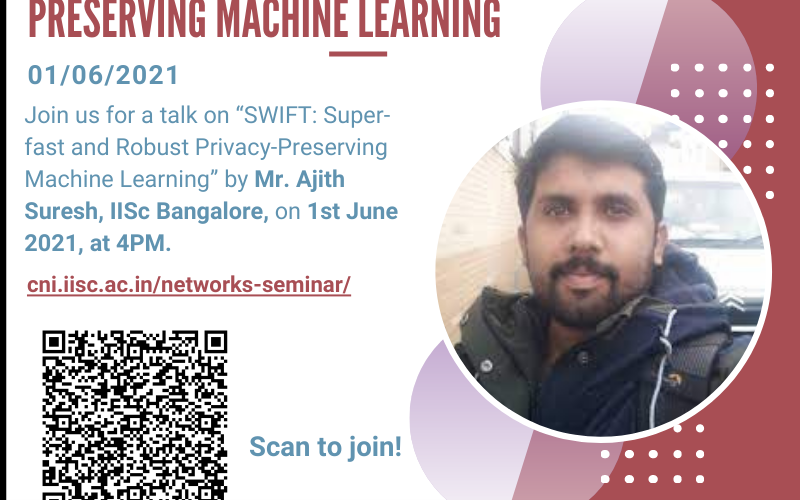 PRESERVING MACHINE LEARNING
01/06/2021
Join us for a talk on “SWIFT: Super-
fast and Robust Privacy-Preserving
Machine Learning” by Mr. Ajith
Suresh, IISc Bangalore, on 1st June
2021, at 4PM.
cni.iisc.ac.in/networks-seminar/
Scan to join!